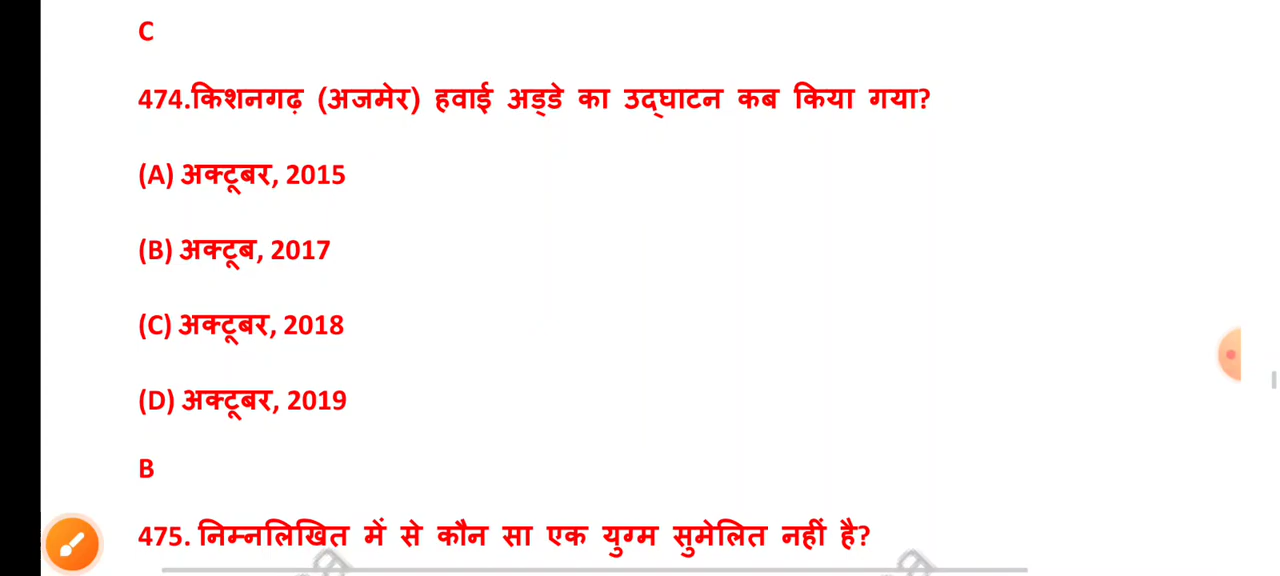 C
474.किशनगढ़ (अजमेर) हवाई अड्डे का उद्घाटन कब किया गया?
(A) अक्टूबर, 2015
(B) अक्टूब, 2017
(C) अक्टूबर, 2018
(D) अक्टूबर, 2019
B
475. निम्नलिखित में से कौन सा एक युग्म सुमेलित नहीं है?